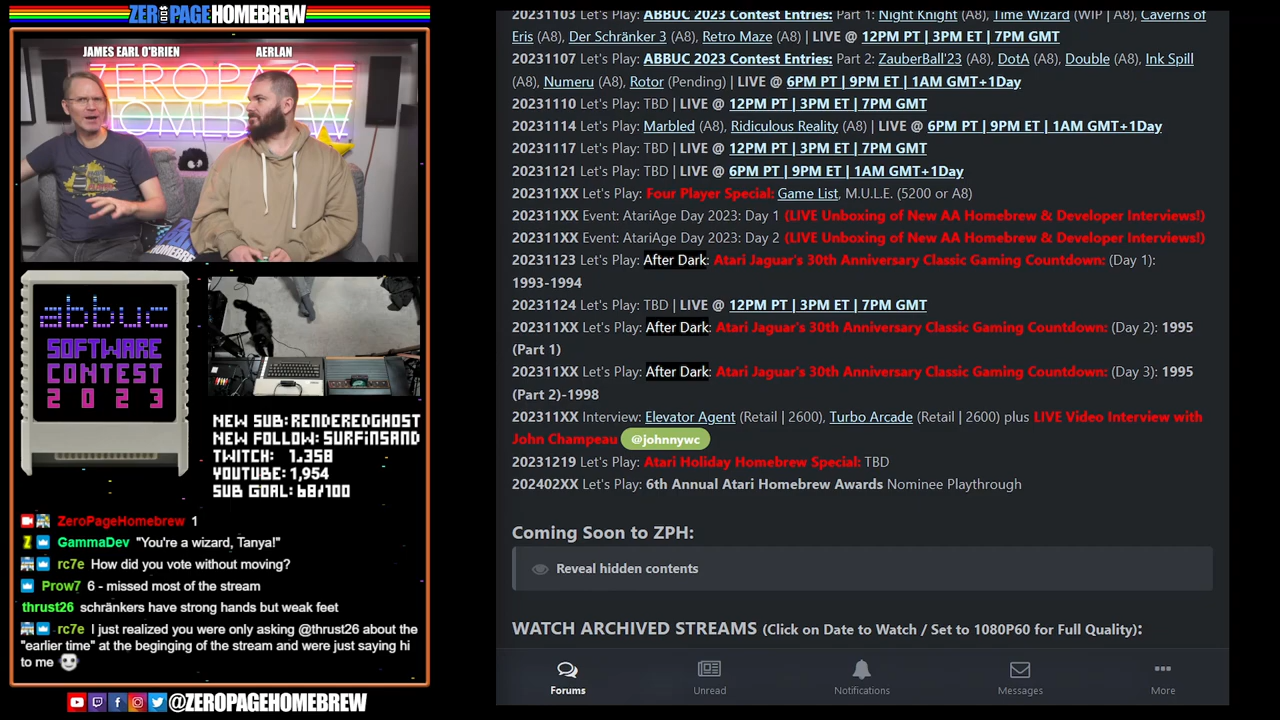 ZEROPAGE HOMEBREW
JAMES EARL O'BRIEN
AERLAN
ZEROPAGE
HOMEBREW
abbuc
SOFTWARE
CONTEST
2023
NEW SUB: RENDEREDGHOST
NEW FOLLOW: SURFINSAND
TWITCH: 1,358
YOUTUBE: 1,954
SUB GOAL: 68/100
ZeroPageHomebrew 1
GammaDev "You're a wizard, Tanya!"
rc7e How did you vote without moving?
Prow7 6 - missed most of the stream
thrust26 schränkers have strong hands but weak feet
rc7e I just realized you were only asking @thrust26 about the
"earlier time" at the beginging of the stream and were just saying hi
to me
@ZEROPAGEHOMEBREW
20231103 Let's Play: ABBUC 2023 Contest Entries: Part 1: Night Knight (A8), Time Wizard (WIP | A8), Caverns of
Eris (A8), Der Schränker 3 (A8), Retro Maze (A8) | LIVE @ 12PM PT | 3PM ET | 7PM GMT
20231107 Let's Play: ABBUC 2023 Contest Entries: Part 2: ZauberBall'23 (A8), DotA (A8), Double (A8), Ink Spill
(A8), Numeru (A8), Rotor (Pending) | LIVE @ 6PM PT | 9PM ET | 1AM GMT+1Day
20231110 Let's Play: TBD | LIVE @ 12PM PT | 3PM ET | 7PM GMT
20231114 Let's Play: Marbled (A8), Ridiculous Reality (A8) | LIVE @ 6PM PT | 9PM ET | 1AM GMT+1Day
20231117 Let's Play: TBD | LIVE @ 12PM PT | 3PM ET | 7PM GMT
20231121 Let's Play: TBD | LIVE @ 6PM PT | 9PM ET | 1AM GMT+1Day
202311XX Let's Play: Four Player Special: Game List, M.U.L.E. (5200 or A8)
202311XX Event: AtariAge Day 2023: Day 1 (LIVE Unboxing of New AA Homebrew & Developer Interviews!)
202311XX Event: AtariAge Day 2023: Day 2 (LIVE Unboxing of New AA Homebrew & Developer Interviews!)
20231123 Let's Play: After Dark: Atari Jaguar's 30th Anniversary Classic Gaming Countdown: (Day 1):
1993-1994
20231124 Let's Play: TBD | LIVE @ 12PM PT | 3PM ET | 7PM GMT
202311XX Let's Play: After Dark: Atari Jaguar's 30th Anniversary Classic Gaming Countdown: (Day 2): 1995
(Part 1)
202311XX Let's Play: After Dark: Atari Jaguar's 30th Anniversary Classic Gaming Countdown: (Day 3): 1995
(Part 2)-1998
202311XX Interview: Elevator Agent (Retail | 2600), Turbo Arcade (Retail | 2600) plus LIVE Video Interview with
John Champeau @johnnywc
20231219 Let's Play: Atari Holiday Homebrew Special: TBD
202402XX Let's Play: 6th Annual Atari Homebrew Awards Nominee Playthrough
Coming Soon to ZPH:
Reveal hidden contents
WATCH ARCHIVED STREAMS (Click on Date to Watch / Set to 1080P60 for Full Quality):
Forums
Unread
Notifications
Messages
More